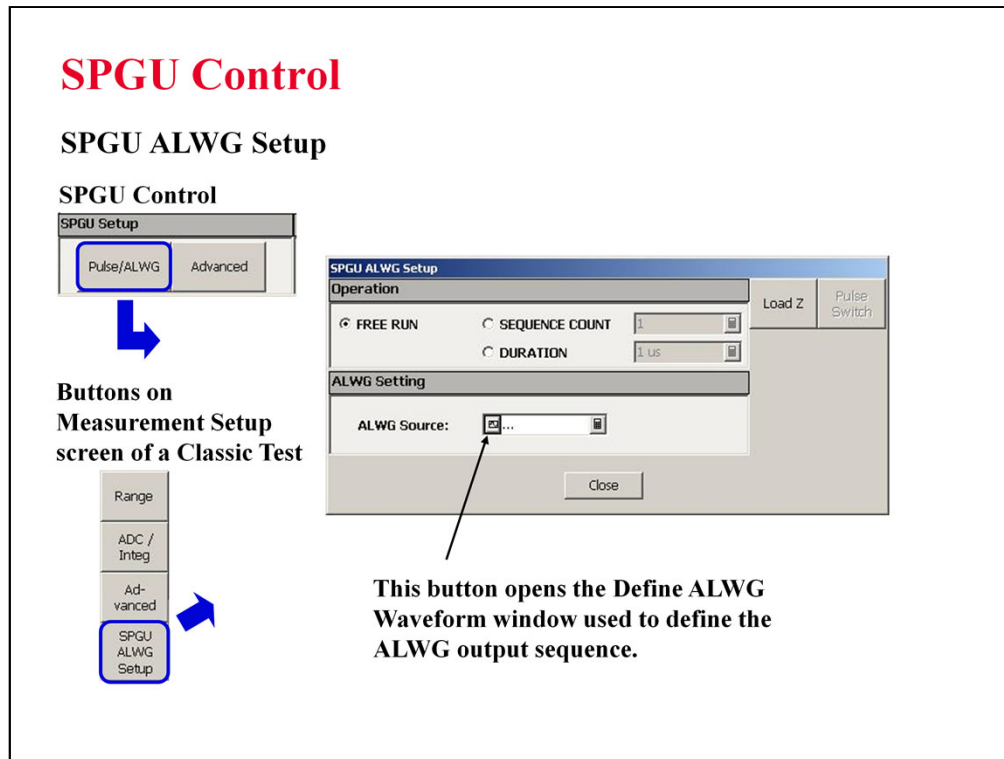 SPGU Control
SPGU ALWG Setup
SPGU Control
SPGU Setup
Pulse/ALWG
Advanced
Buttons on
Measurement Setup
screen of a Classic Test
Range
ADC /
Integ
Ad-
vanced
SPGU
ALWG
Setup
SPGU ALWG Setup
Operation
FREE RUN
SEQUENCE COUNT
1
DURATION
1 us
Load Z
Pulse
Switch
ALWG Setting
ALWG Source:
...
Close
This button opens the Define ALWG
Waveform window used to define the
ALWG output sequence.